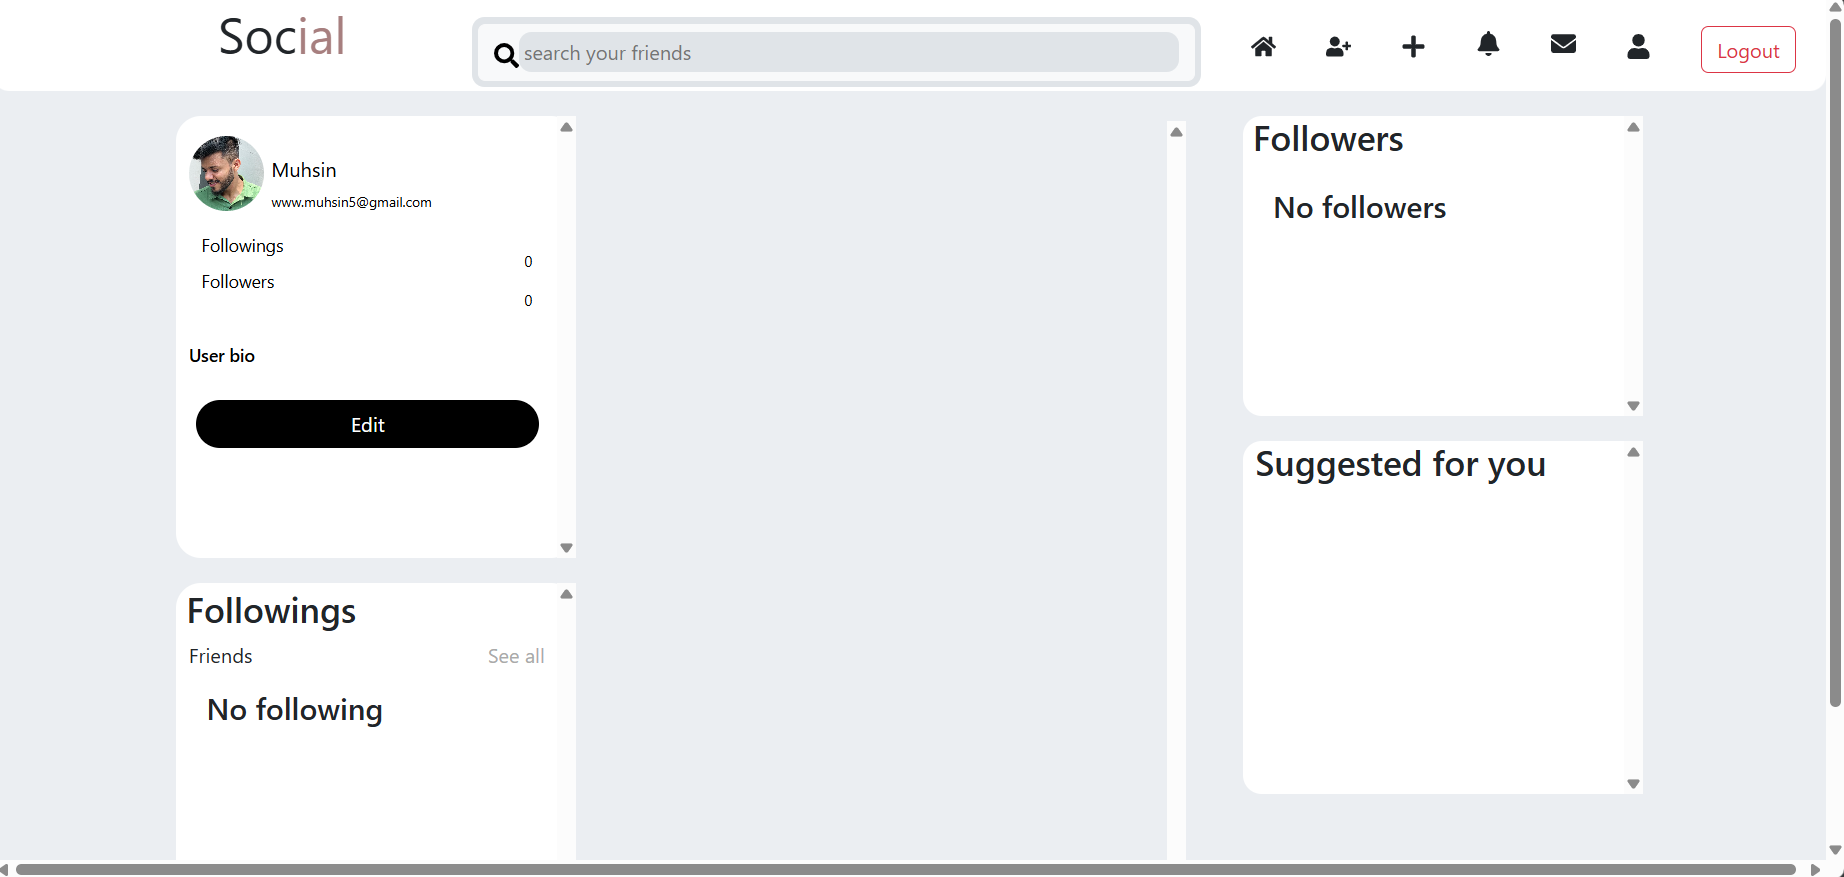 Social
search your friends
Logout
Muhsin
www.muhsin5@gmail.com
Followings
0
Followers
0
User bio
Edit
Followings
Friends See all
No following
Followers
No followers
Suggested for you